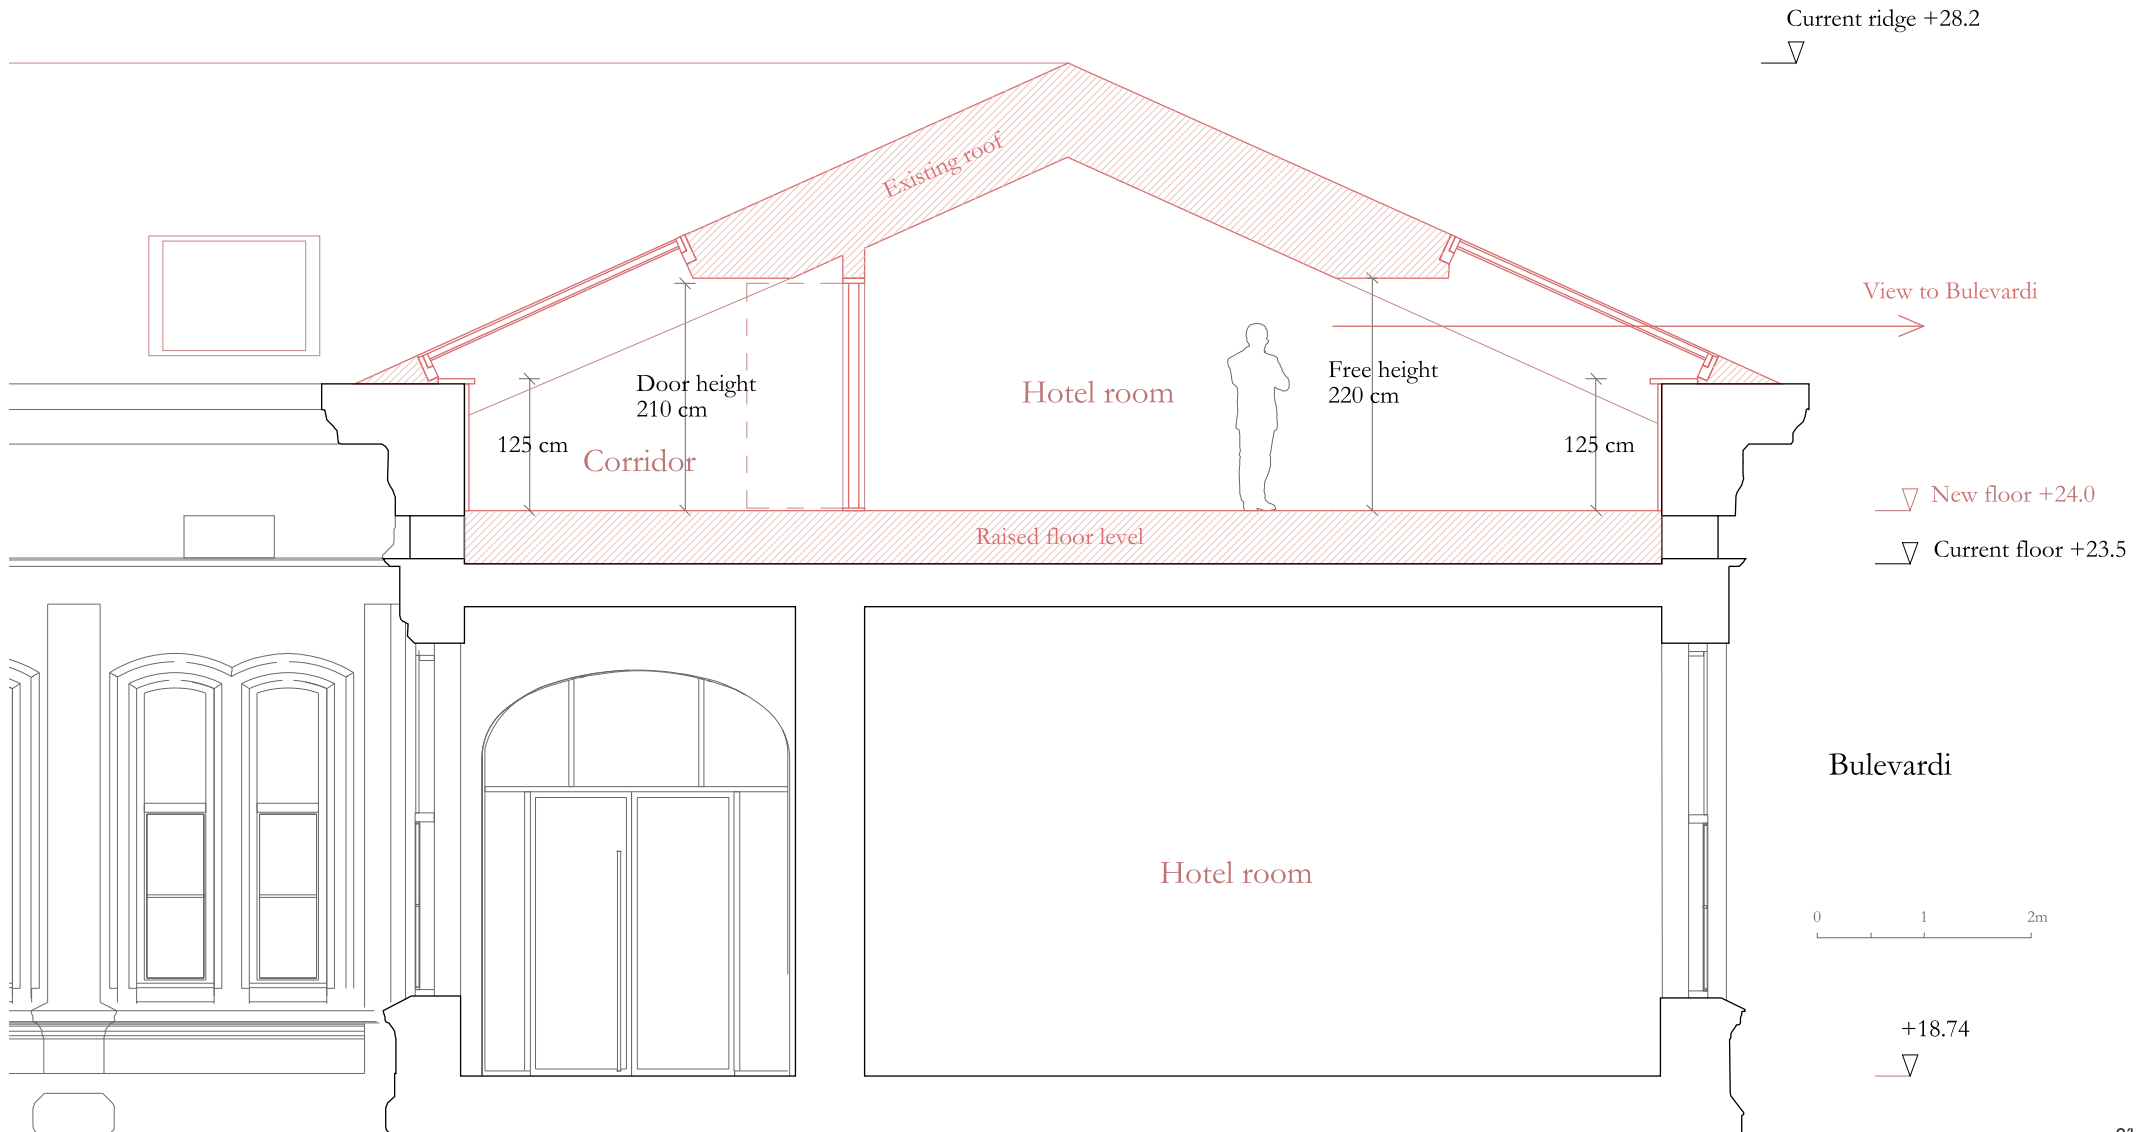 Current ridge +28.2
Existing roof
View to Bulevardi
Door height
210 cm
Free height
220 cm
Hotel room
125 cm
Corridor
125 cm
New floor +24.0
Raised floor level
Current floor +23.5
Bulevardi
Hotel room
0 1 2m
+18.74